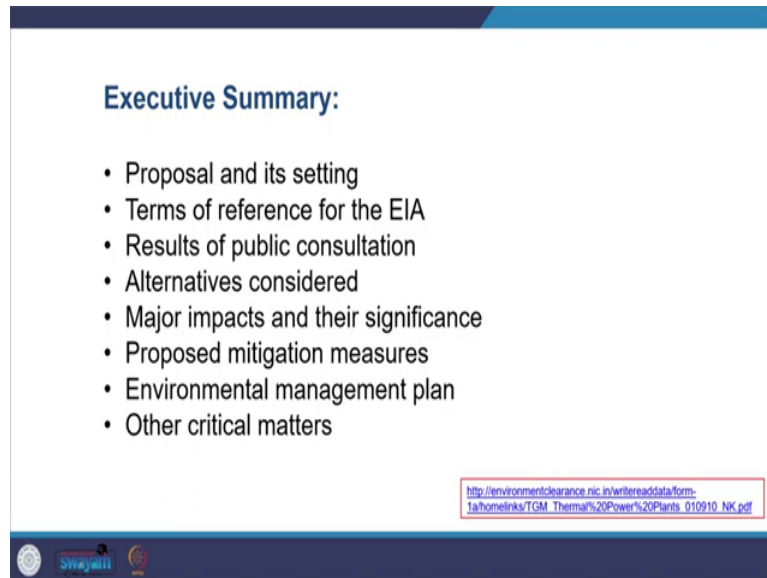 Executive Summary:
• Proposal and its setting
• Terms of reference for the EIA
• Results of public consultation
• Alternatives considered
• Major impacts and their significance
• Proposed mitigation measures
• Environmental management plan
• Other critical matters
http://environmentclearance.nic.in/writereaddata/form-
1a/homelinks/TGM_Thermal%20Power%20Plants_010910_NK.pdf
swayam